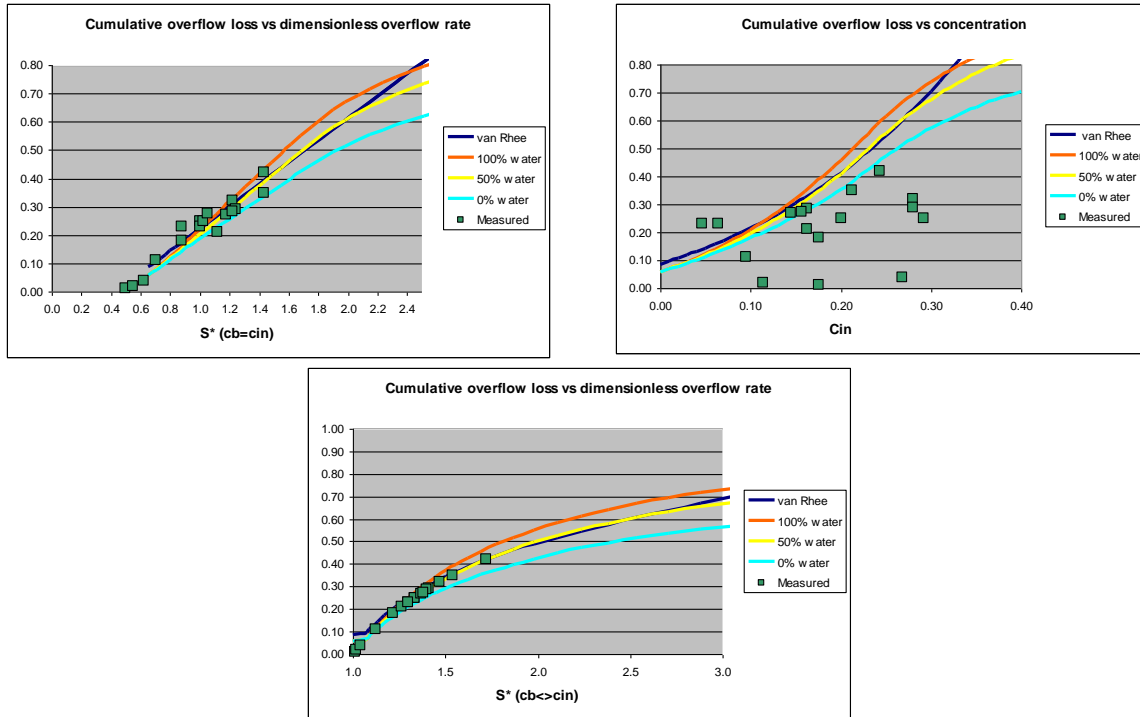 Cumulative overflow loss vs dimensionless overflow rate
0.80
0.70
0.60
0.50
0.40
0.30
0.20
0.10
0.00
0.0 0.2 0.4 0.6 0.8 1.0 1.2 1.4 1.6 1.8 2.0 2.2 2.4
S* (cb=cin)
van Rhee
100% water
50% water
0% water
Measured
Cumulative overflow loss vs concentration
0.80
0.70
0.60
0.50
0.40
0.30
0.20
0.10
0.00
0.00 0.10 0.20 0.30 0.40
Cin
van Rhee
100% water
50% water
0% water
Measured
Cumulative overflow loss vs dimensionless overflow rate
1.00
0.90
0.80
0.70
0.60
0.50
0.40
0.30
0.20
0.10
0.00
1.0 1.5 2.0 2.5 3.0
S* (cb<>cin)
van Rhee
100% water
50% water
0% water
Measured